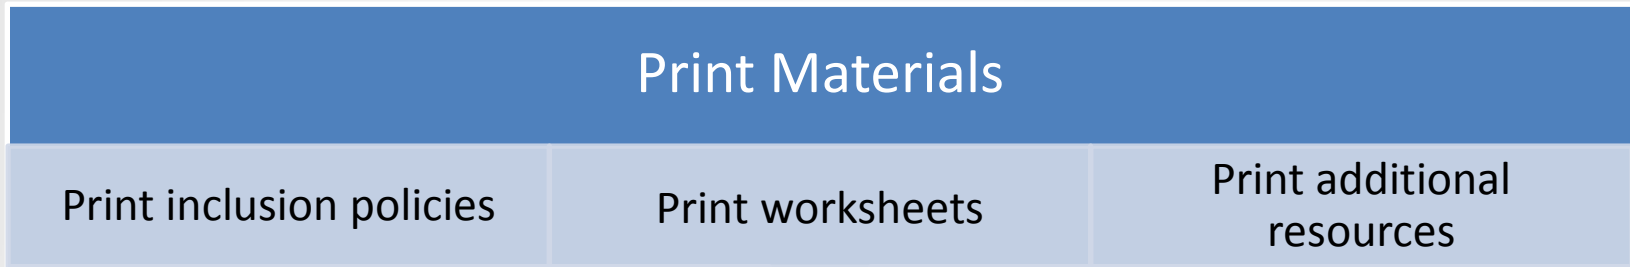 Print Materials
Print inclusion policies
Print worksheets
Print additional
resources